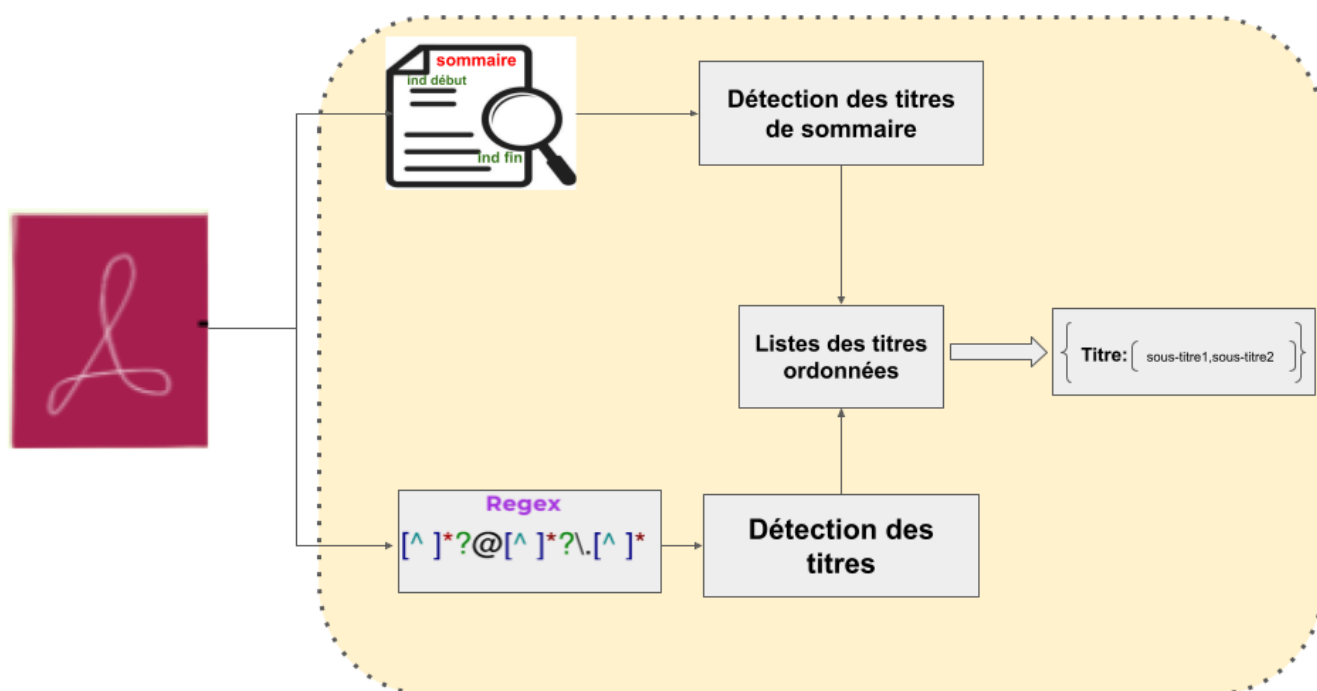 sommaire
ind début
ind fin
Détection des titres
de sommaire
Listes des titres
ordonnées
{ Titre: [ sous-titre1,sous-titre2 ] }
Regex
[^ ]*?@[^ ]*?\.[^ ]*
Détection des
titres